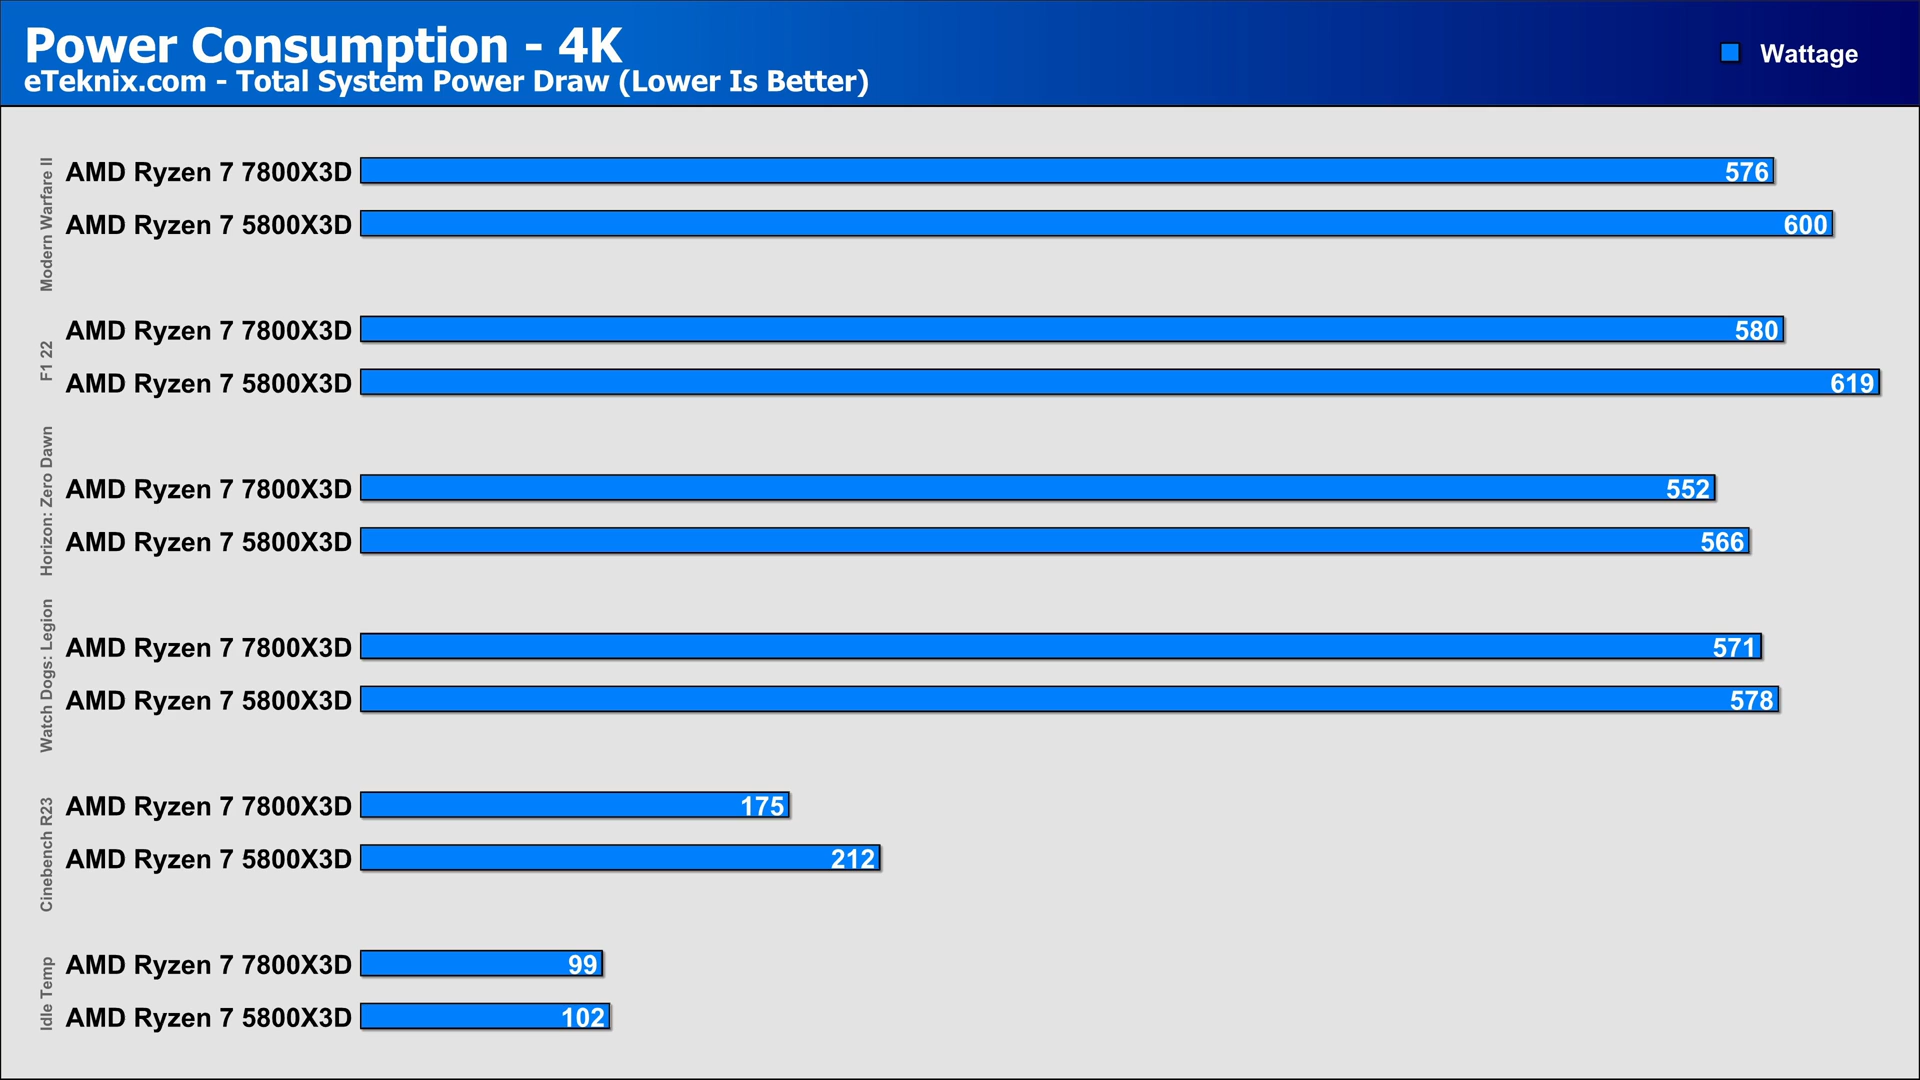 Power Consumption - 4K
eTeknix.com - Total System Power Draw (Lower Is Better)
Wattage
Modern Warfare II
AMD Ryzen 7 7800X3D 576
AMD Ryzen 7 5800X3D 600
F1 22
AMD Ryzen 7 7800X3D 580
AMD Ryzen 7 5800X3D 619
Horizon: Zero Dawn
AMD Ryzen 7 7800X3D 552
AMD Ryzen 7 5800X3D 566
Watch Dogs: Legion
AMD Ryzen 7 7800X3D 571
AMD Ryzen 7 5800X3D 578
Cinebench R23
AMD Ryzen 7 7800X3D 175
AMD Ryzen 7 5800X3D 212
Idle Temp
AMD Ryzen 7 7800X3D 99
AMD Ryzen 7 5800X3D 102